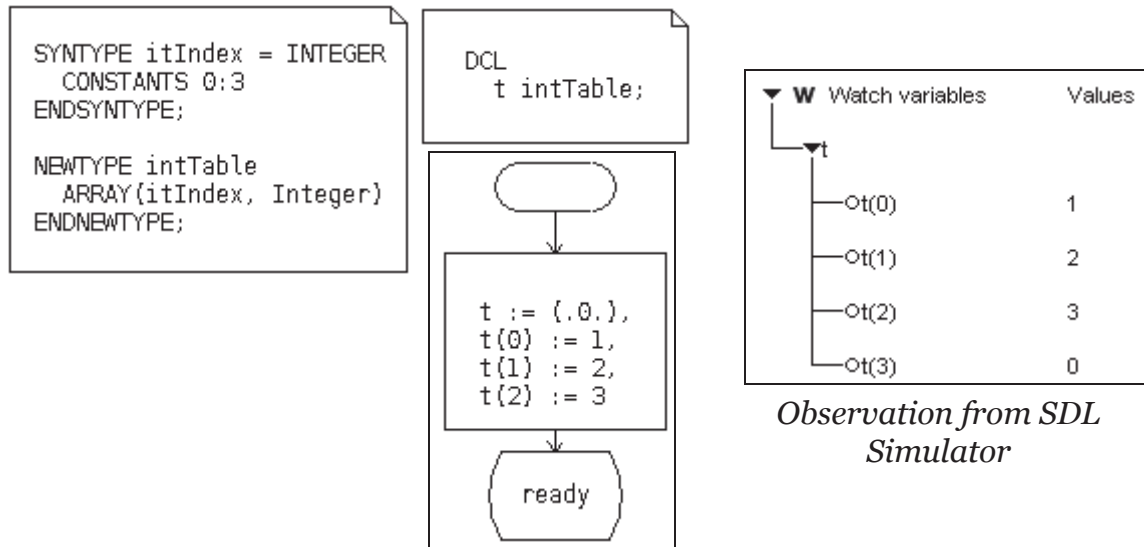 SYNTYPE itIndex = INTEGER
CONSTANTS 0:3
ENDSYNTYPE;
NEWTYPE intTable
ARRAY(itIndex, Integer)
ENDNEWTYPE;
DCL
t intTable;
t := (.0.),
t(0) := 1,
t(1) := 2,
t(2) := 3
ready
W Watch variables Values
t
t(0) 1
t(1) 2
t(2) 3
t(3) 0
Observation from SDL
Simulator